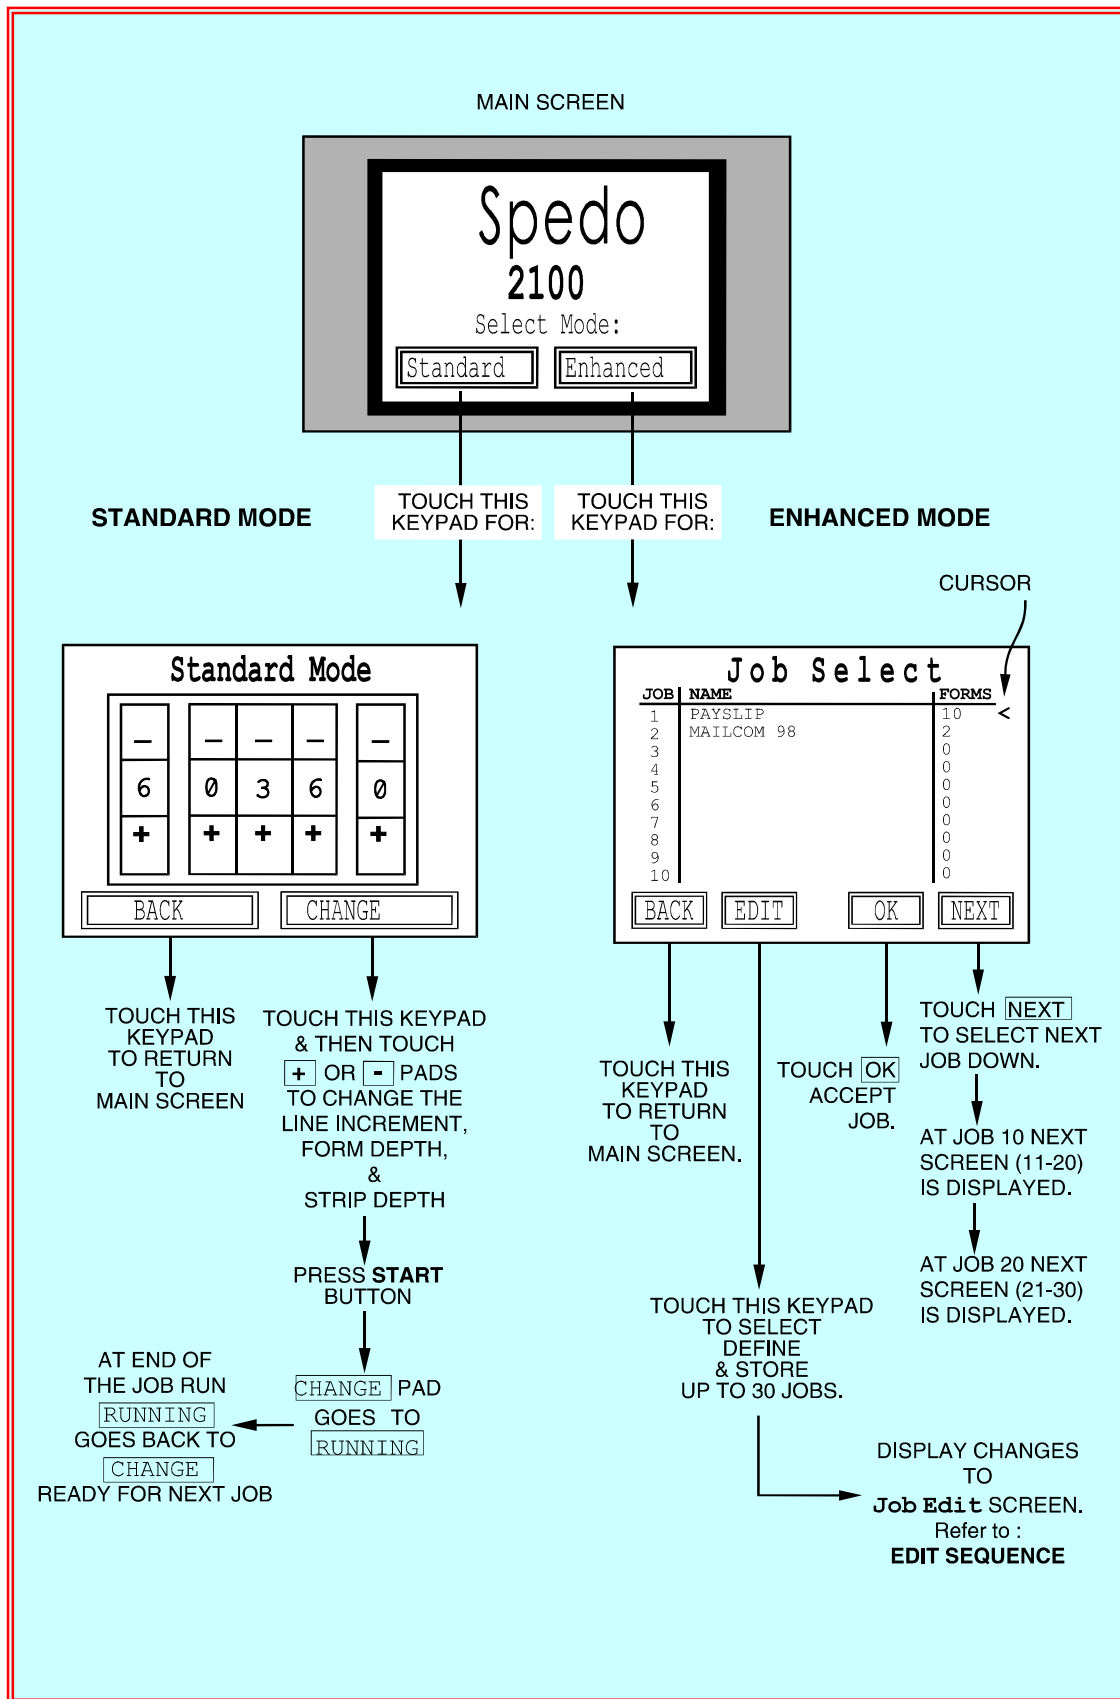 MAIN SCREEN
Spedo
2100
Select Mode:
Standard
Enhanced
TOUCH THIS
KEYPAD FOR:
TOUCH THIS
KEYPAD FOR:
STANDARD MODE
ENHANCED MODE
CURSOR
Standard Mode
– – – – –
6 0 3 6 0
+ + + + +
BACK
CHANGE
TOUCH THIS
KEYPAD
TO RETURN
TO
MAIN SCREEN
TOUCH THIS KEYPAD
& THEN TOUCH
+ OR - PADS
TO CHANGE THE
LINE INCREMENT,
FORM DEPTH,
&
STRIP DEPTH
PRESS START
BUTTON
CHANGE PAD
GOES TO
RUNNING
AT END OF
THE JOB RUN
RUNNING
GOES BACK TO
CHANGE
READY FOR NEXT JOB
Job Select
JOB NAME FORMS
1 PAYSLIP 10 <
2 MAILCOM 98 2
3 0
4 0
5 0
6 0
7 0
8 0
9 0
10 0
BACK
EDIT
OK
NEXT
TOUCH THIS
KEYPAD
TO RETURN
TO
MAIN SCREEN.
TOUCH THIS KEYPAD
TO SELECT
DEFINE
& STORE
UP TO 30 JOBS.
TOUCH OK
ACCEPT
JOB.
TOUCH NEXT
TO SELECT NEXT
JOB DOWN.
AT JOB 10 NEXT
SCREEN (11-20)
IS DISPLAYED.
AT JOB 20 NEXT
SCREEN (21-30)
IS DISPLAYED.
DISPLAY CHANGES
TO
Job Edit SCREEN.
Refer to :
EDIT SEQUENCE